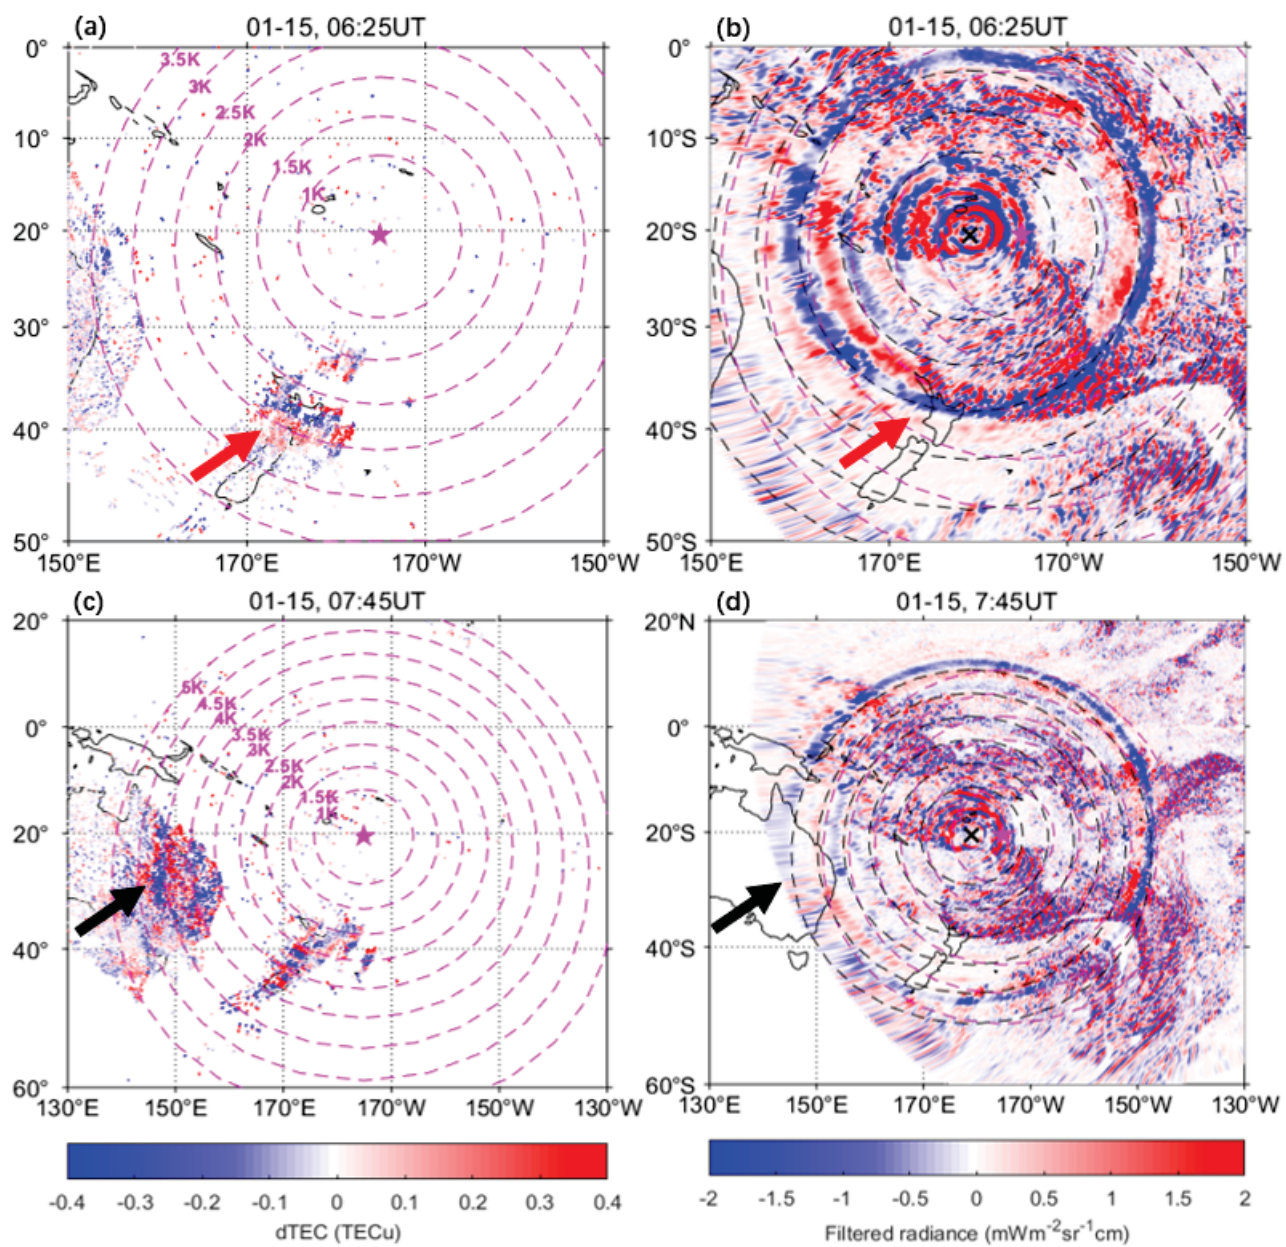 (a)
01-15, 06:25UT
(b)
01-15, 06:25UT
0°
10°
20°
30°
40°
50°
3.5K
3K
2.5K
2K
1.5K
1K
150°E
170°E
170°W
150°W
0°
10°S
20°S
30°S
40°S
50°S
150°E
170°E
170°W
150°W
(c)
01-15, 07:45UT
(d)
01-15, 7:45UT
20°
0°
20°
40°
60°
5K
4.5K
4K
3.5K
3K
2.5K
2K
1.5K
1K
130°E
150°E
170°E
170°W
150°W
130°W
20°N
0°
20°S
40°S
60°S
130°E
150°E
170°E
170°W
150°W
130°W
-0.4 -0.3 -0.2 -0.1 0 0.1 0.2 0.3 0.4
dTEC (TECu)
-2 -1.5 -1 -0.5 0 0.5 1 1.5 2
Filtered radiance (mWm⁻²sr⁻¹cm)